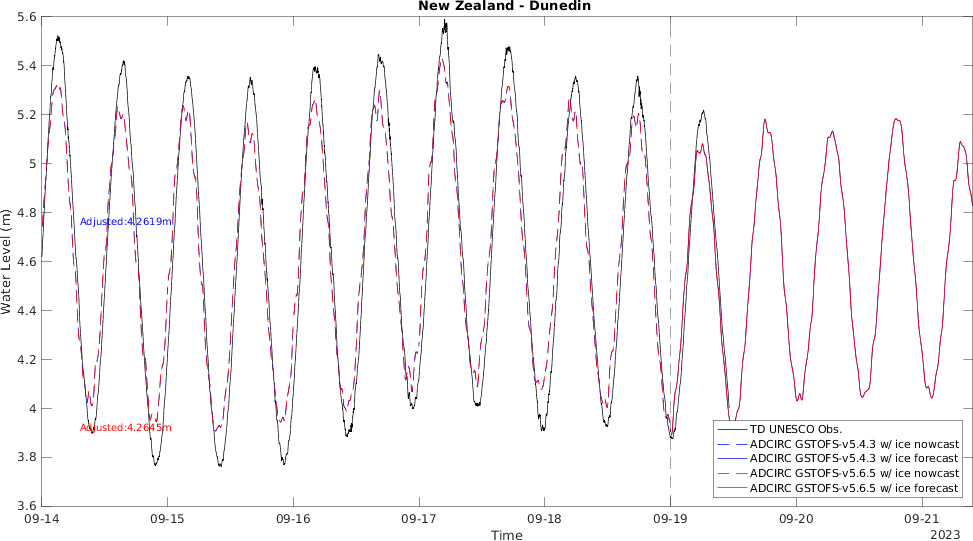 New Zealand - Dunedin
5.6
5.4
5.2
5
4.8
4.6
4.4
4.2
4
3.8
3.6
Water Level (m)
Adjusted:4.2619m
Adjusted:4.2645m
TD UNESCO Obs.
ADCIRC GSTOFS-v5.4.3 w/ ice nowcast
ADCIRC GSTOFS-v5.4.3 w/ ice forecast
ADCIRC GSTOFS-v5.6.5 w/ ice nowcast
ADCIRC GSTOFS-v5.6.5 w/ ice forecast
09-14 09-15 09-16 09-17 09-18 09-19 09-20 09-21
Time
2023